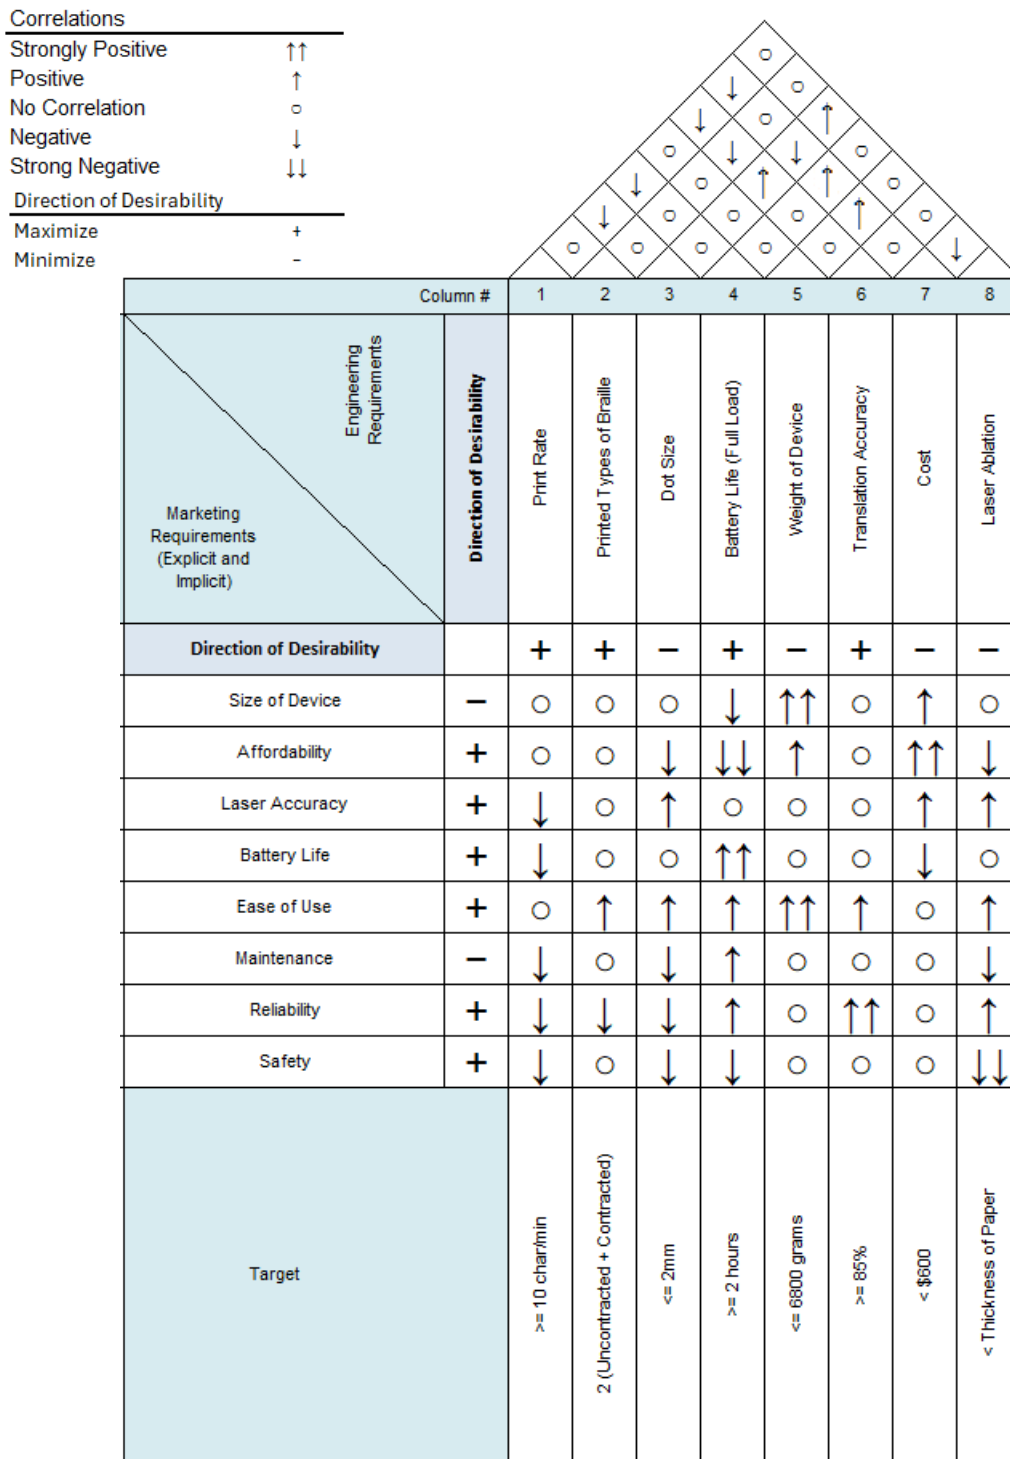 Correlations
Strongly Positive ↑↑
Positive ↑
No Correlation ○
Negative ↓
Strong Negative ↓↓
Direction of Desirability
Maximize +
Minimize -
○
↓ ○
↓ ○ ↑
○ ↓ ↓ ○
↓ ○ ↑ ↑ ○
↓ ○ ○ ○ ↑ ○
○ ○ ○ ○ ○ ○ ↓
Column # 1 2 3 4 5 6 7 8
Engineering
Requirements
Marketing
Requirements
(Explicit and
Implicit)
Direction of Desirability
Print Rate
Printed Types of Braille
Dot Size
Battery Life (Full Load)
Weight of Device
Translation Accuracy
Cost
Laser Ablation
Direction of Desirability + + − + − + − −
Size of Device − ○ ○ ○ ↓ ↑↑ ○ ↑ ○
Affordability + ○ ○ ↓ ↓↓ ↑ ○ ↑↑ ↓
Laser Accuracy + ↓ ○ ↑ ○ ○ ○ ↑ ↑
Battery Life + ↓ ○ ○ ↑↑ ○ ○ ↓ ○
Ease of Use + ○ ↑ ↑ ↑ ↑↑ ↑ ○ ↑
Maintenance − ↓ ○ ↓ ↑ ○ ○ ○ ↓
Reliability + ↓ ↓ ↓ ↑ ○ ↑↑ ○ ↑
Safety + ↓ ○ ↓ ↓ ○ ○ ○ ↓↓
Target
>= 10 char/min
2 (Uncontracted + Contracted)
<= 2mm
>= 2 hours
<= 6800 grams
>= 85%
< $600
< Thickness of Paper